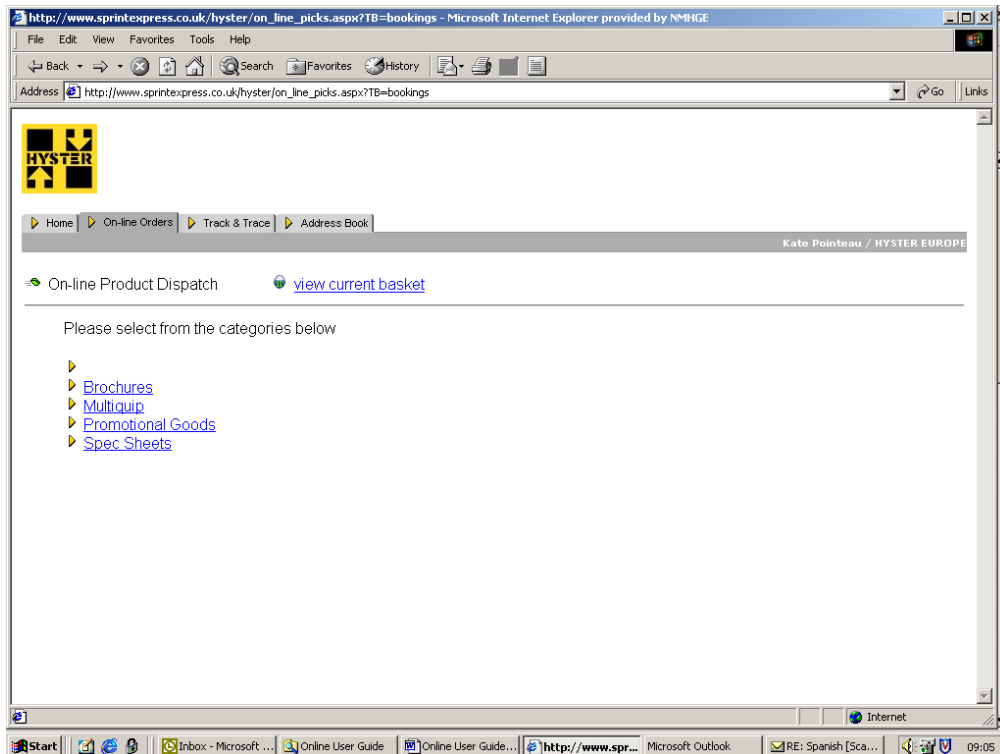 http://www.sprintexpress.co.uk/hyster/on_line_picks.aspx?TB=bookings - Microsoft Internet Explorer provided by NMHGE
File Edit View Favorites Tools Help
Back Search Favorites History
Address http://www.sprintexpress.co.uk/hyster/on_line_picks.aspx?TB=bookings Go Links
HYSTER
Home On-line Orders Track & Trace Address Book
Kate Pointeau / HYSTER EUROPE
On-line Product Dispatch view current basket
Please select from the categories below
Brochures
Multiquip
Promotional Goods
Spec Sheets
Internet
Start Inbox - Microsoft ... Online User Guide Online User Guide... http://www.spr... Microsoft Outlook RE: Spanish [Sca... 09:05